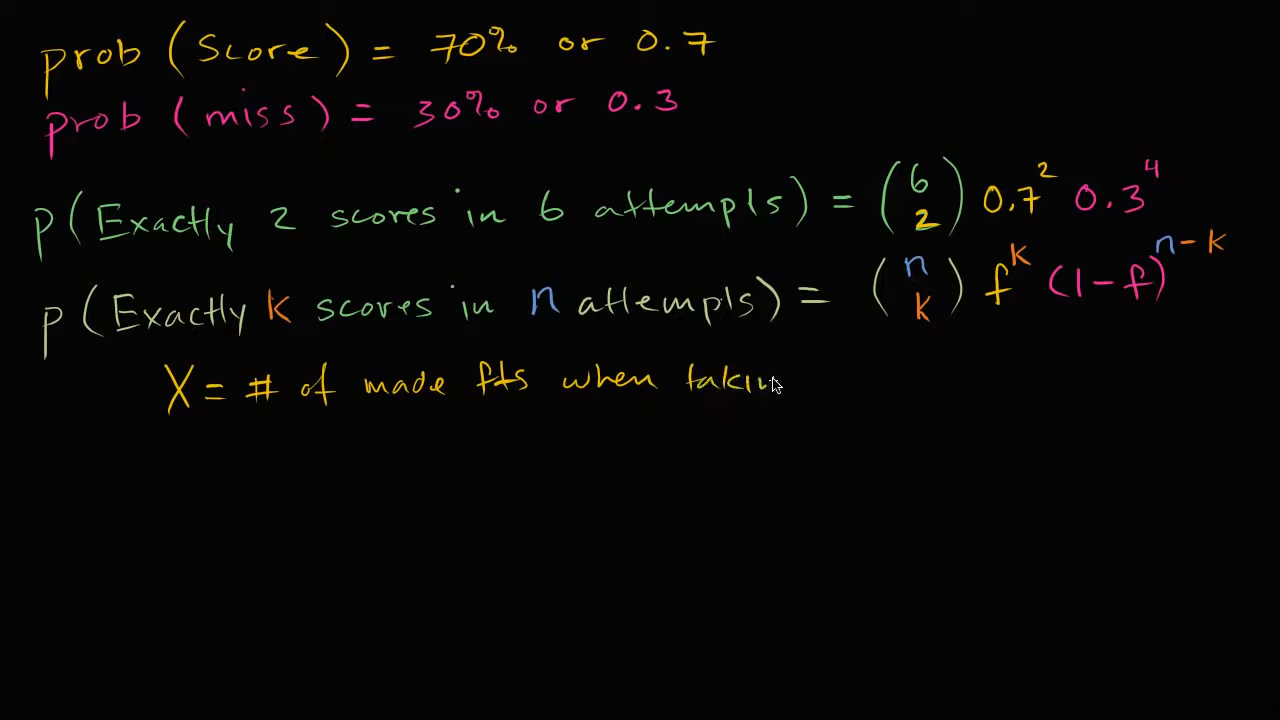 prob (Score) = 70% or 0.7
prob (miss) = 30% or 0.3
p(Exactly 2 scores in 6 attempts) = (6 2) 0.7^2 0.3^4
p(Exactly k scores in n attempts) = (n k) f^k (1-f)^n-k
X = # of made fts when takin